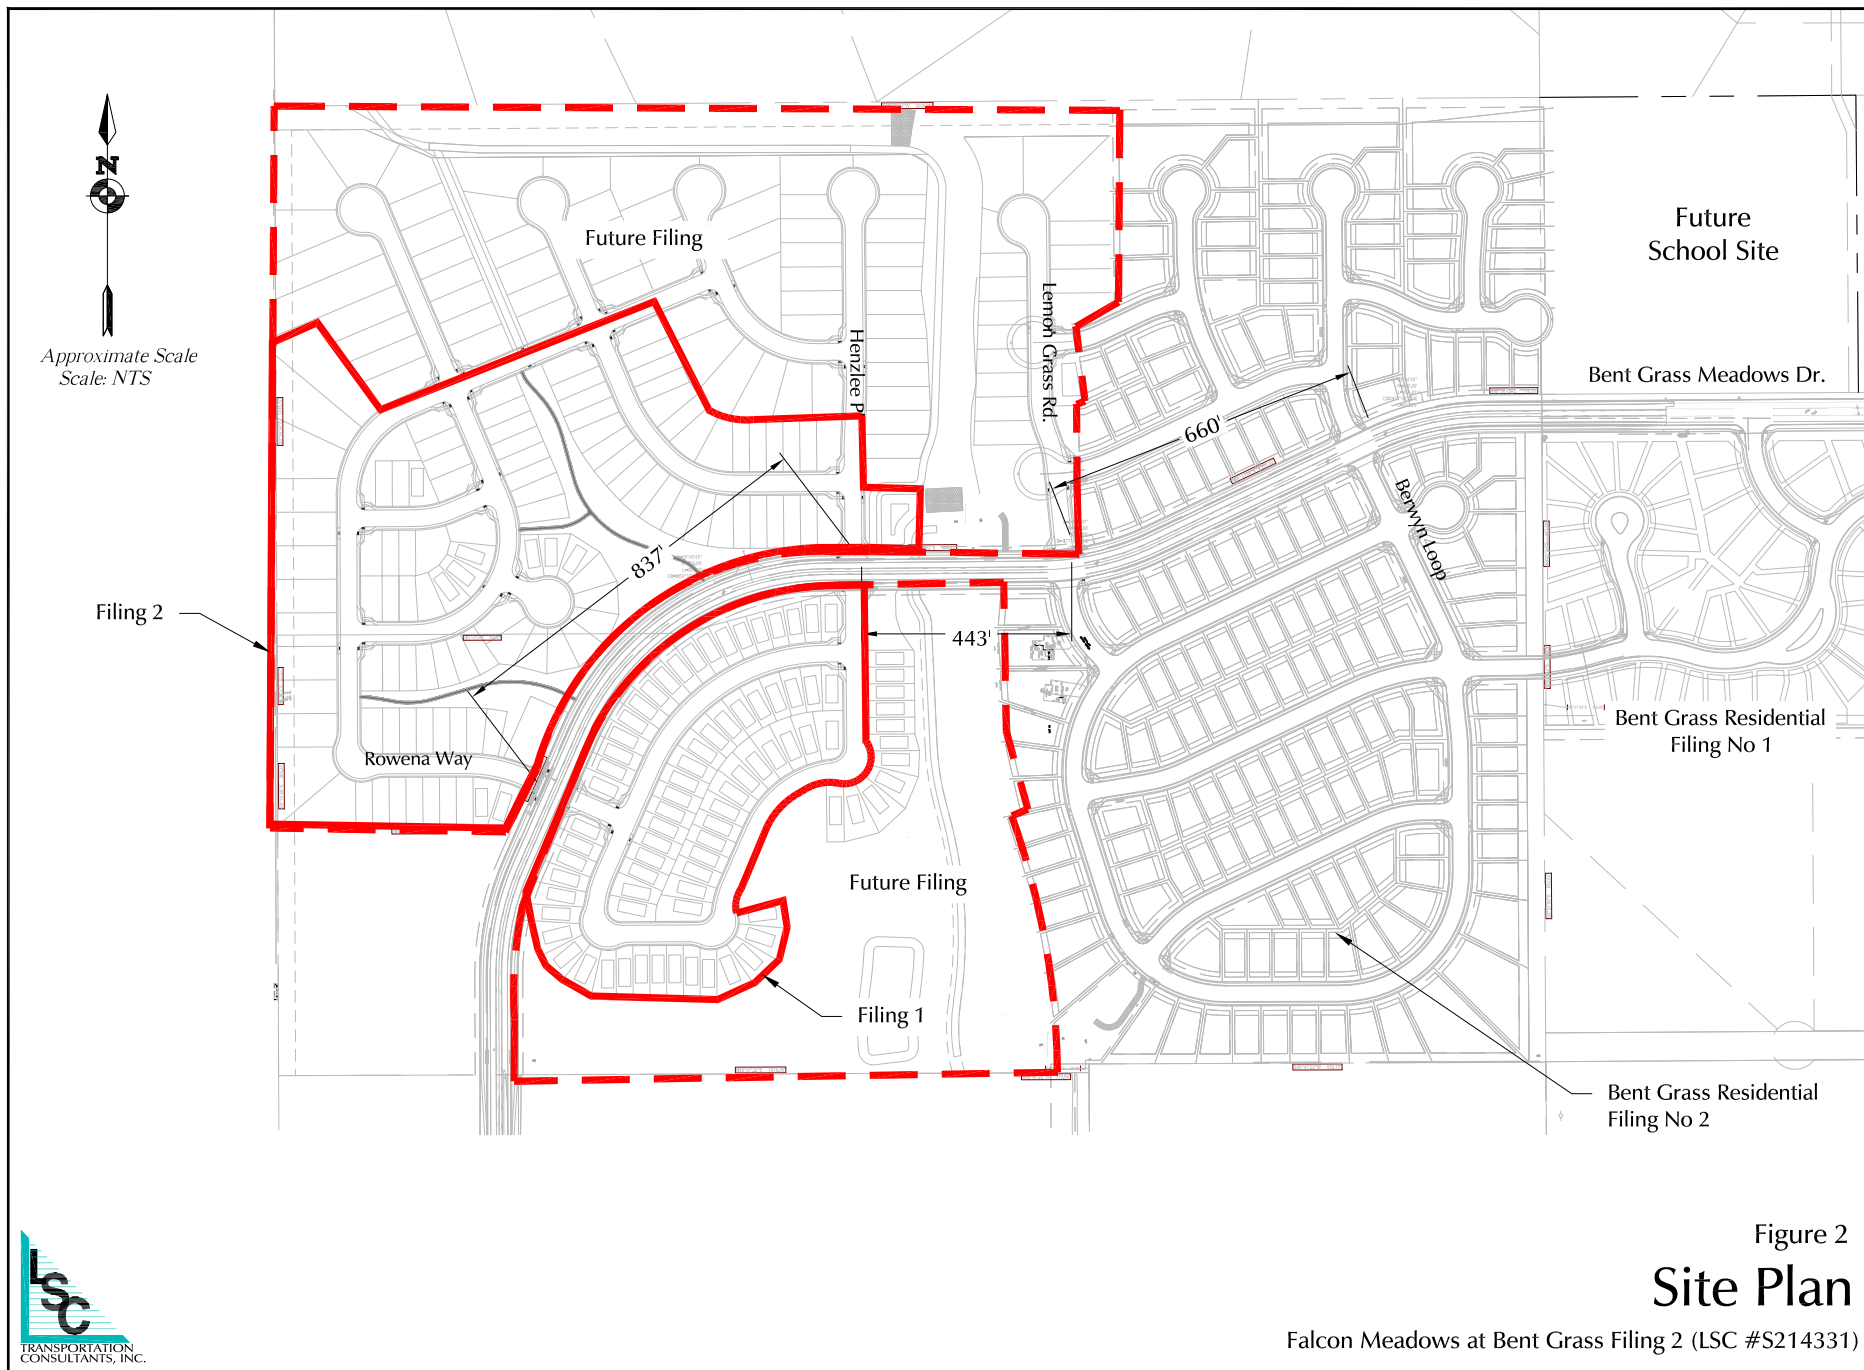 N
Approximate Scale
Scale: NTS
Future Filing
Future
School Site
Henzlee P
Lemon Grass Rd.
Bent Grass Meadows Dr.
660'
837'
443'
Berwyn Loop
Filing 2
Rowena Way
Bent Grass Residential
Filing No 1
Future Filing
Filing 1
Bent Grass Residential
Filing No 2
Figure 2
Site Plan
Falcon Meadows at Bent Grass Filing 2 (LSC #S214331)
LSC
TRANSPORTATION
CONSULTANTS, INC.